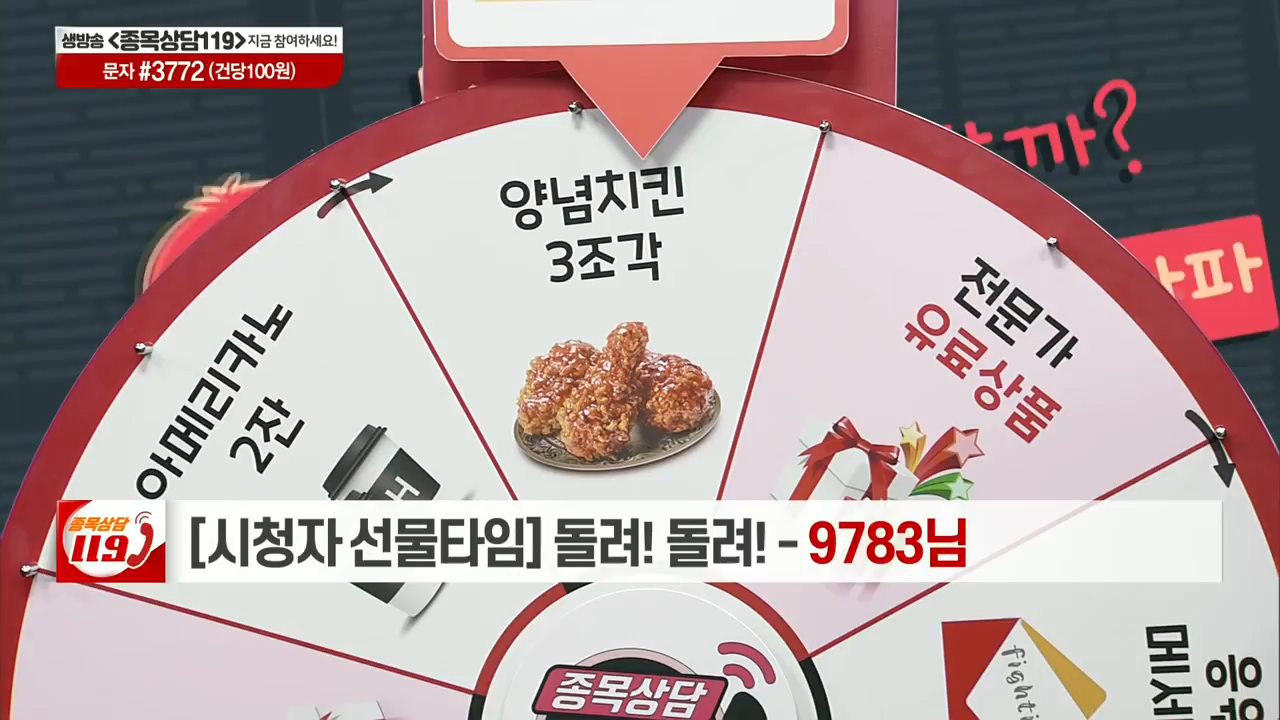 생방송 <종목상담119> 지금 참여하세요!
문자 #3772 (건당100원)
까?
파
양념치킨
3조각
전문가
유료상품
아메리카노
2잔
종목상담
119
[시청자 선물타임] 돌려! 돌려! - 9783님
종목상담